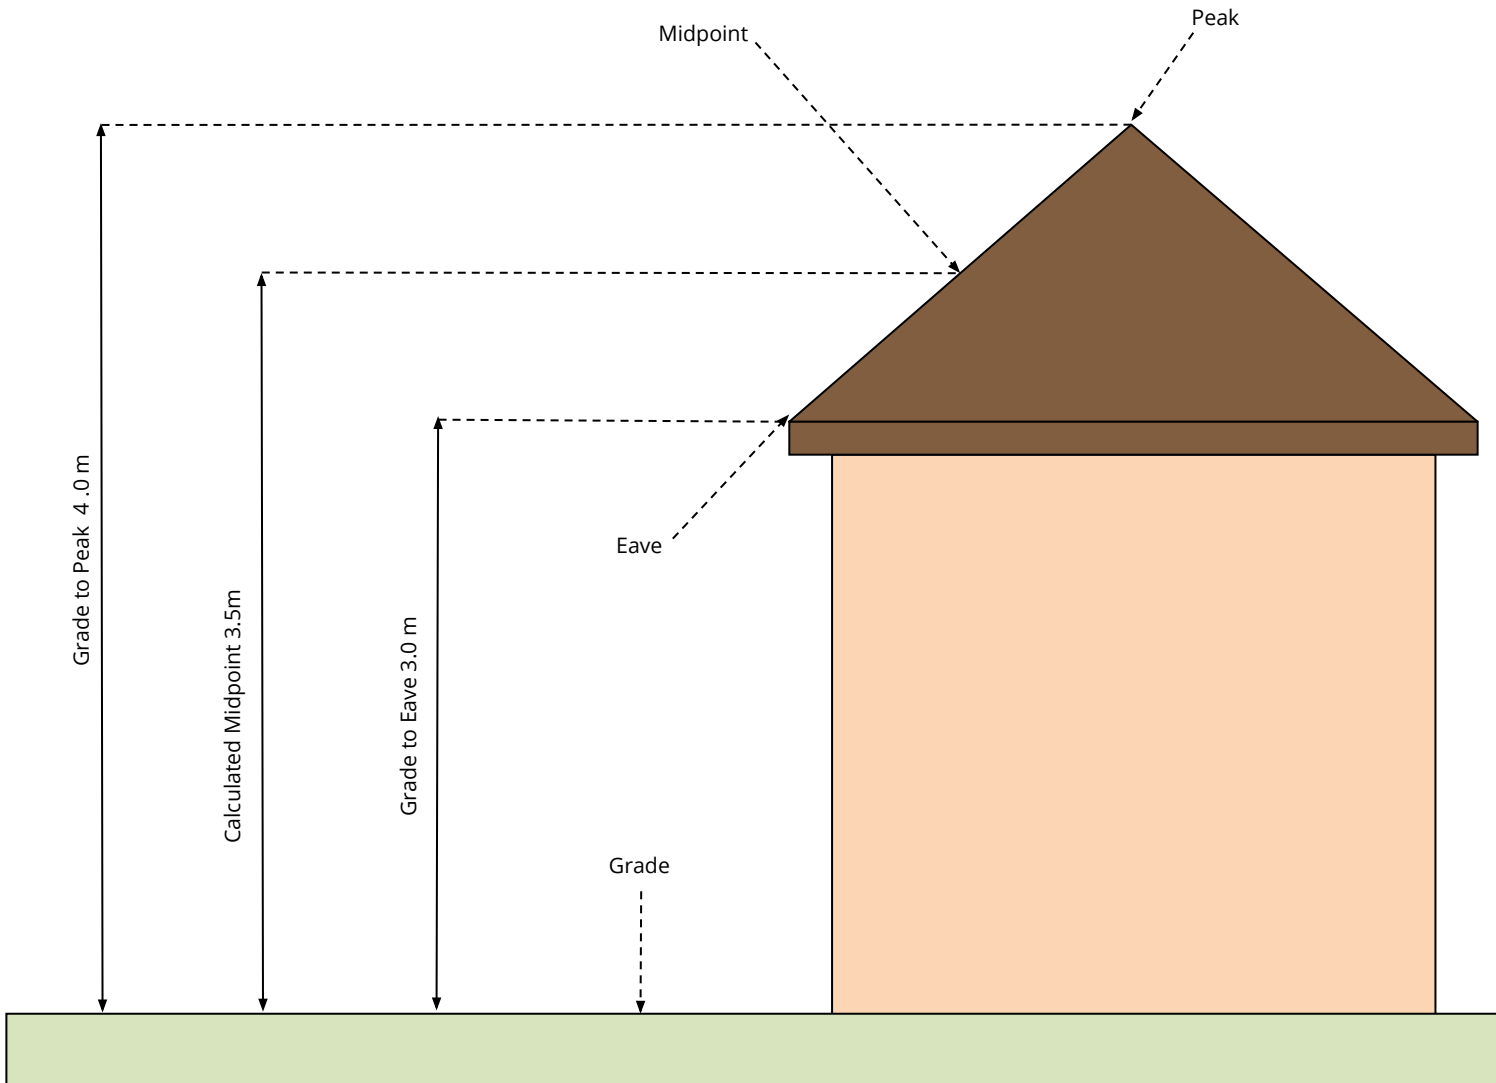 Peak
Midpoint
Grade to Peak 4 .0 m
Calculated Midpoint 3.5m
Grade to Eave 3.0 m
Eave
Grade